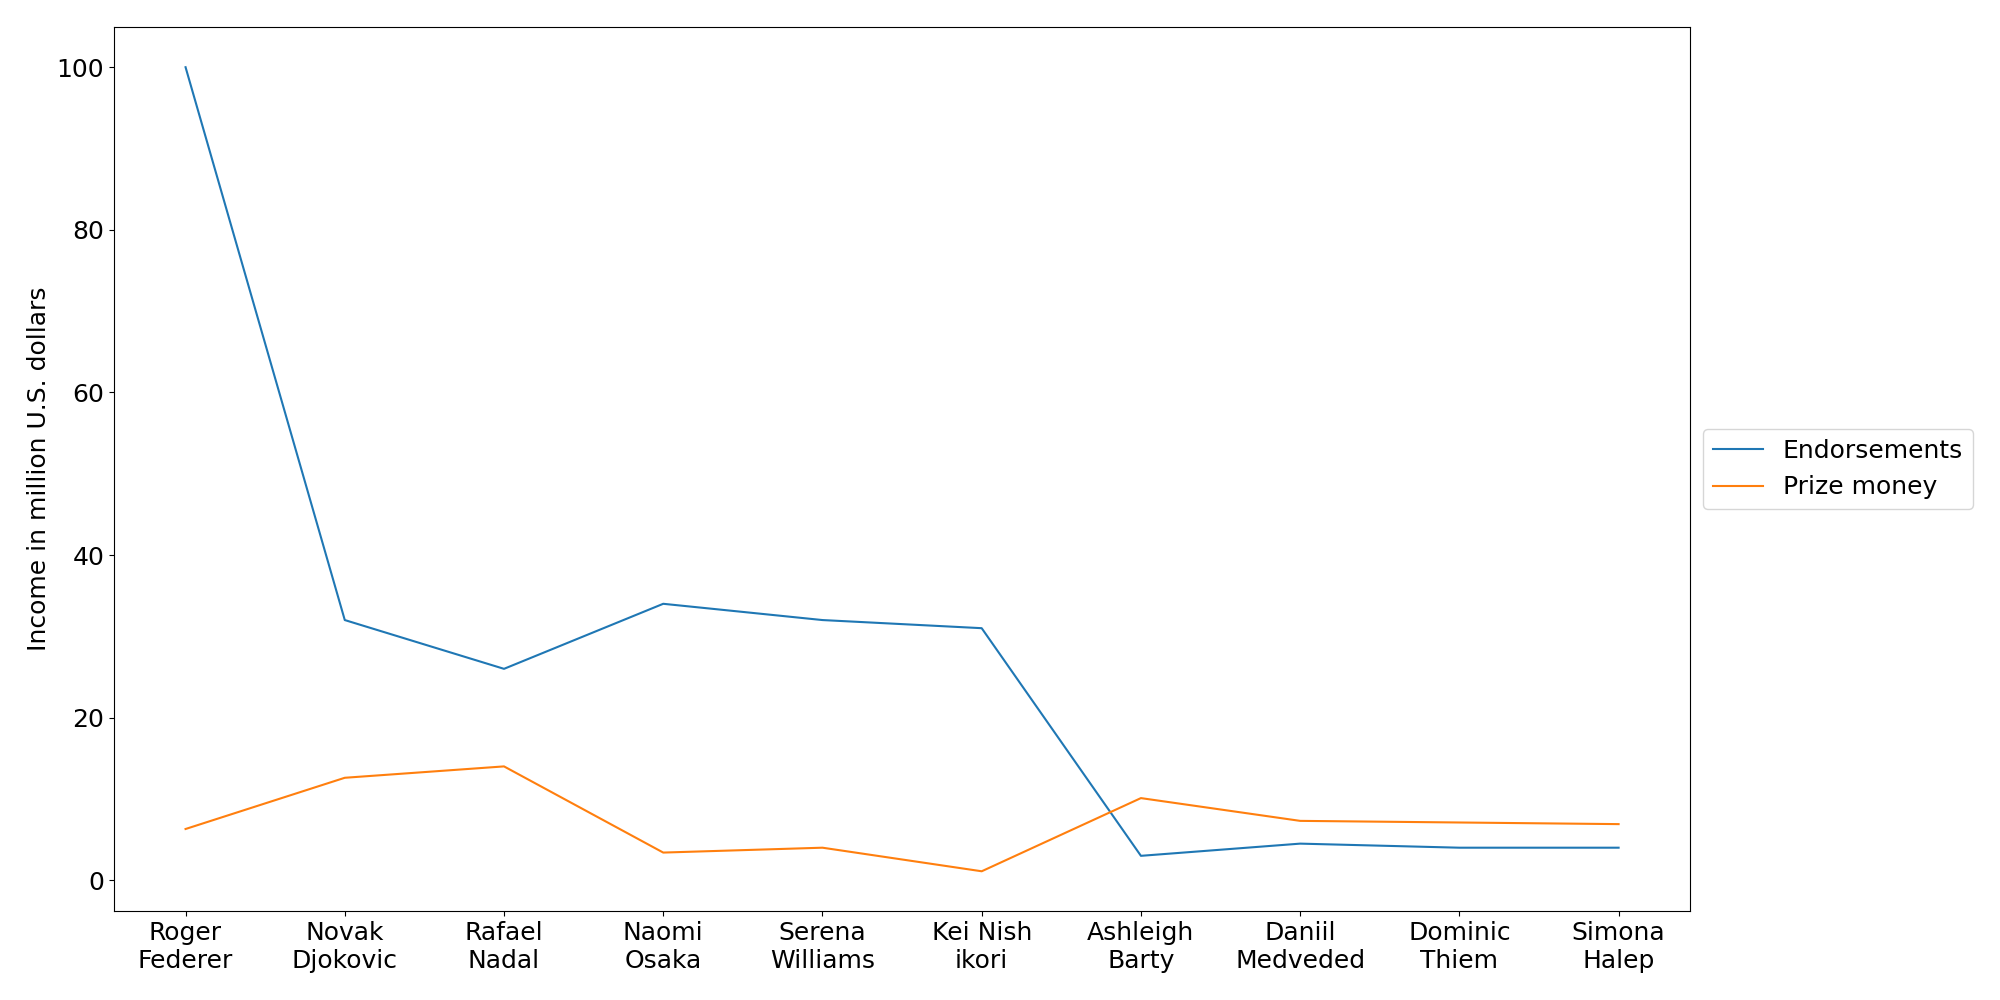 Income in million U.S. dollars
100
80
60
40
20
0
Roger
Federer
Novak
Djokovic
Rafael
Nadal
Naomi
Osaka
Serena
Williams
Kei Nish
ikori
Ashleigh
Barty
Daniil
Medveded
Dominic
Thiem
Simona
Halep
Endorsements
Prize money